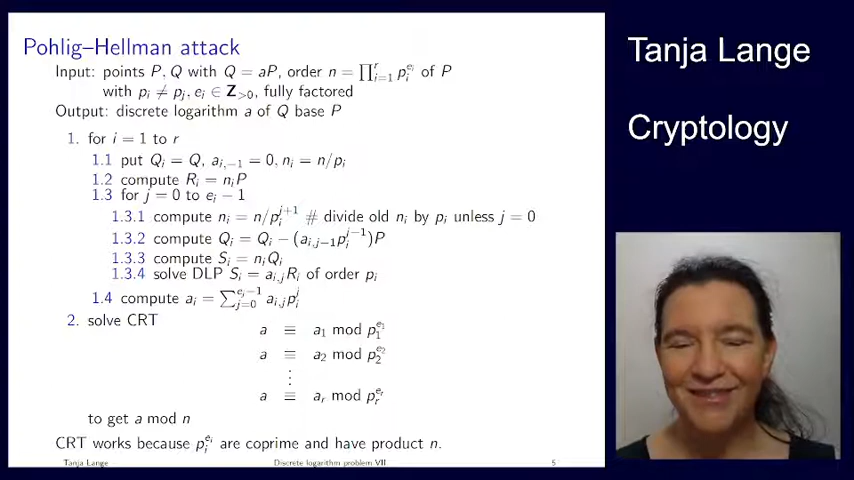 Pohlig–Hellman attack
Input: points P, Q with Q = aP, order n = ∏_{i=1}^{r} p_i^{e_i} of P
with p_i ≠ p_j, e_i ∈ Z_{>0}, fully factored
Output: discrete logarithm a of Q base P
1. for i = 1 to r
1.1 put Q_i = Q, a_{i,−1} = 0, n_i = n/p_i
1.2 compute R_i = n_iP
1.3 for j = 0 to e_i − 1
1.3.1 compute n_i = n/p_i^{j+1} # divide old n_i by p_i unless j = 0
1.3.2 compute Q_i = Q_i − (a_{i,j−1}p_i^{j−1})P
1.3.3 compute S_i = n_iQ_i
1.3.4 solve DLP S_i = a_{i,j}R_i of order p_i
1.4 compute a_i = ∑_{j=0}^{e_i−1} a_{i,j}p_i^j
2. solve CRT
a ≡ a_1 mod p_1^{e_1}
a ≡ a_2 mod p_2^{e_2}
⋮
a ≡ a_r mod p_r^{e_r}
to get a mod n
CRT works because p_i^{e_i} are coprime and have product n.
Tanja Lange Discrete logarithm problem VII 5
Tanja Lange
Cryptology